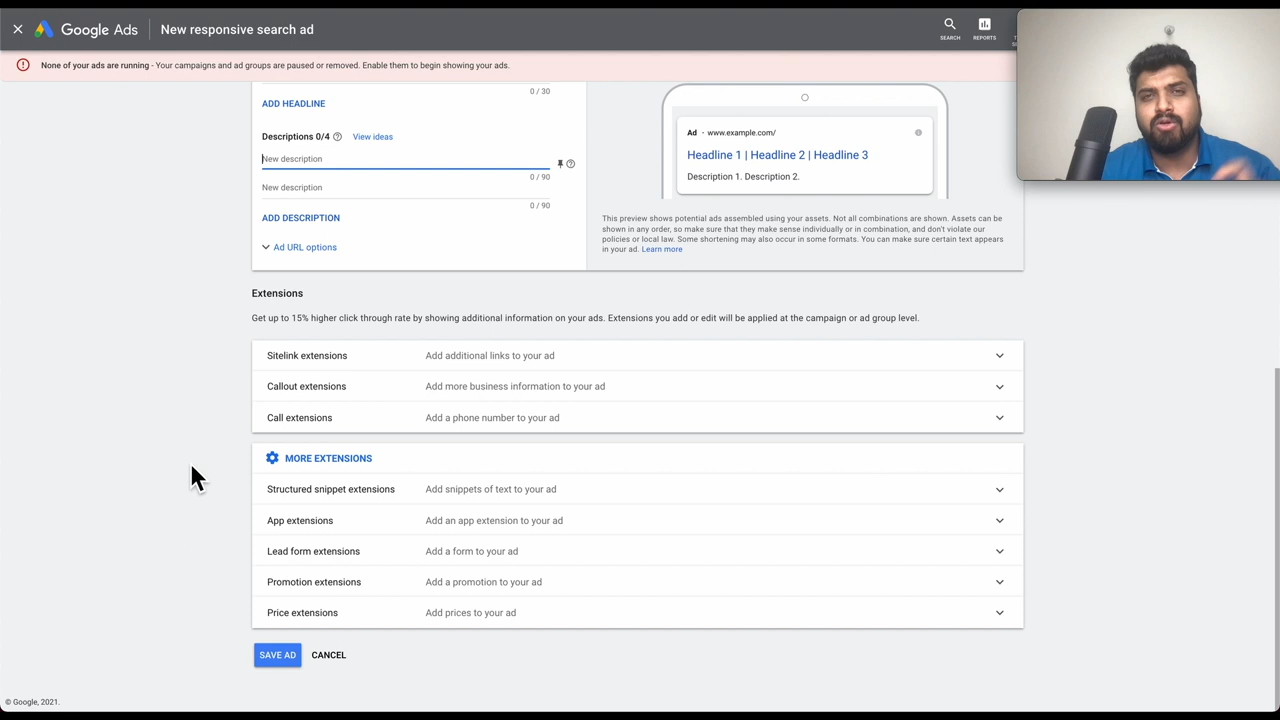 Google Ads
New responsive search ad
SEARCH
REPORTS
None of your ads are running - Your campaigns and ad groups are paused or removed. Enable them to begin showing your ads.
0 / 30
ADD HEADLINE
Descriptions 0/4
View ideas
New description
0 / 90
New description
0 / 90
ADD DESCRIPTION
Ad URL options
Ad · www.example.com/
Headline 1 | Headline 2 | Headline 3
Description 1. Description 2.
This preview shows potential ads assembled using your assets. Not all combinations are shown. Assets can be
shown in any order, so make sure that they make sense individually or in combination, and don't violate our
policies or local law. Some shortening may also occur in some formats. You can make sure certain text appears
in your ad. Learn more
Extensions
Get up to 15% higher click through rate by showing additional information on your ads. Extensions you add or edit will be applied at the campaign or ad group level.
Sitelink extensions Add additional links to your ad
Callout extensions Add more business information to your ad
Call extensions Add a phone number to your ad
MORE EXTENSIONS
Structured snippet extensions Add snippets of text to your ad
App extensions Add an app extension to your ad
Lead form extensions Add a form to your ad
Promotion extensions Add a promotion to your ad
Price extensions Add prices to your ad
SAVE AD CANCEL
© Google, 2021.